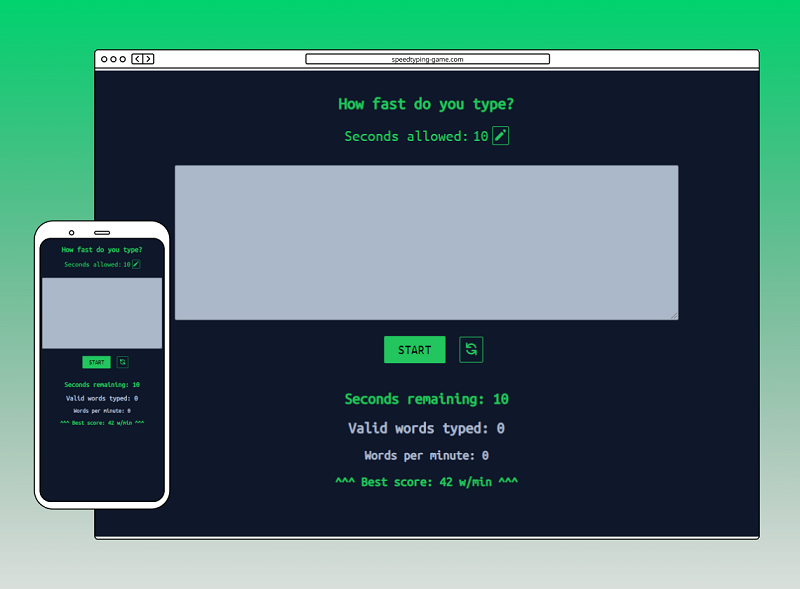 speedtyping-game.com
How fast do you type?
Seconds allowed: 10
START
Seconds remaining: 10
Valid words typed: 0
Words per minute: 0
^^^ Best score: 42 w/min ^^^
How fast do you type?
Seconds allowed: 10
START
Seconds remaining: 10
Valid words typed: 0
Words per minute: 0
^^^ Best score: 42 w/min ^^^